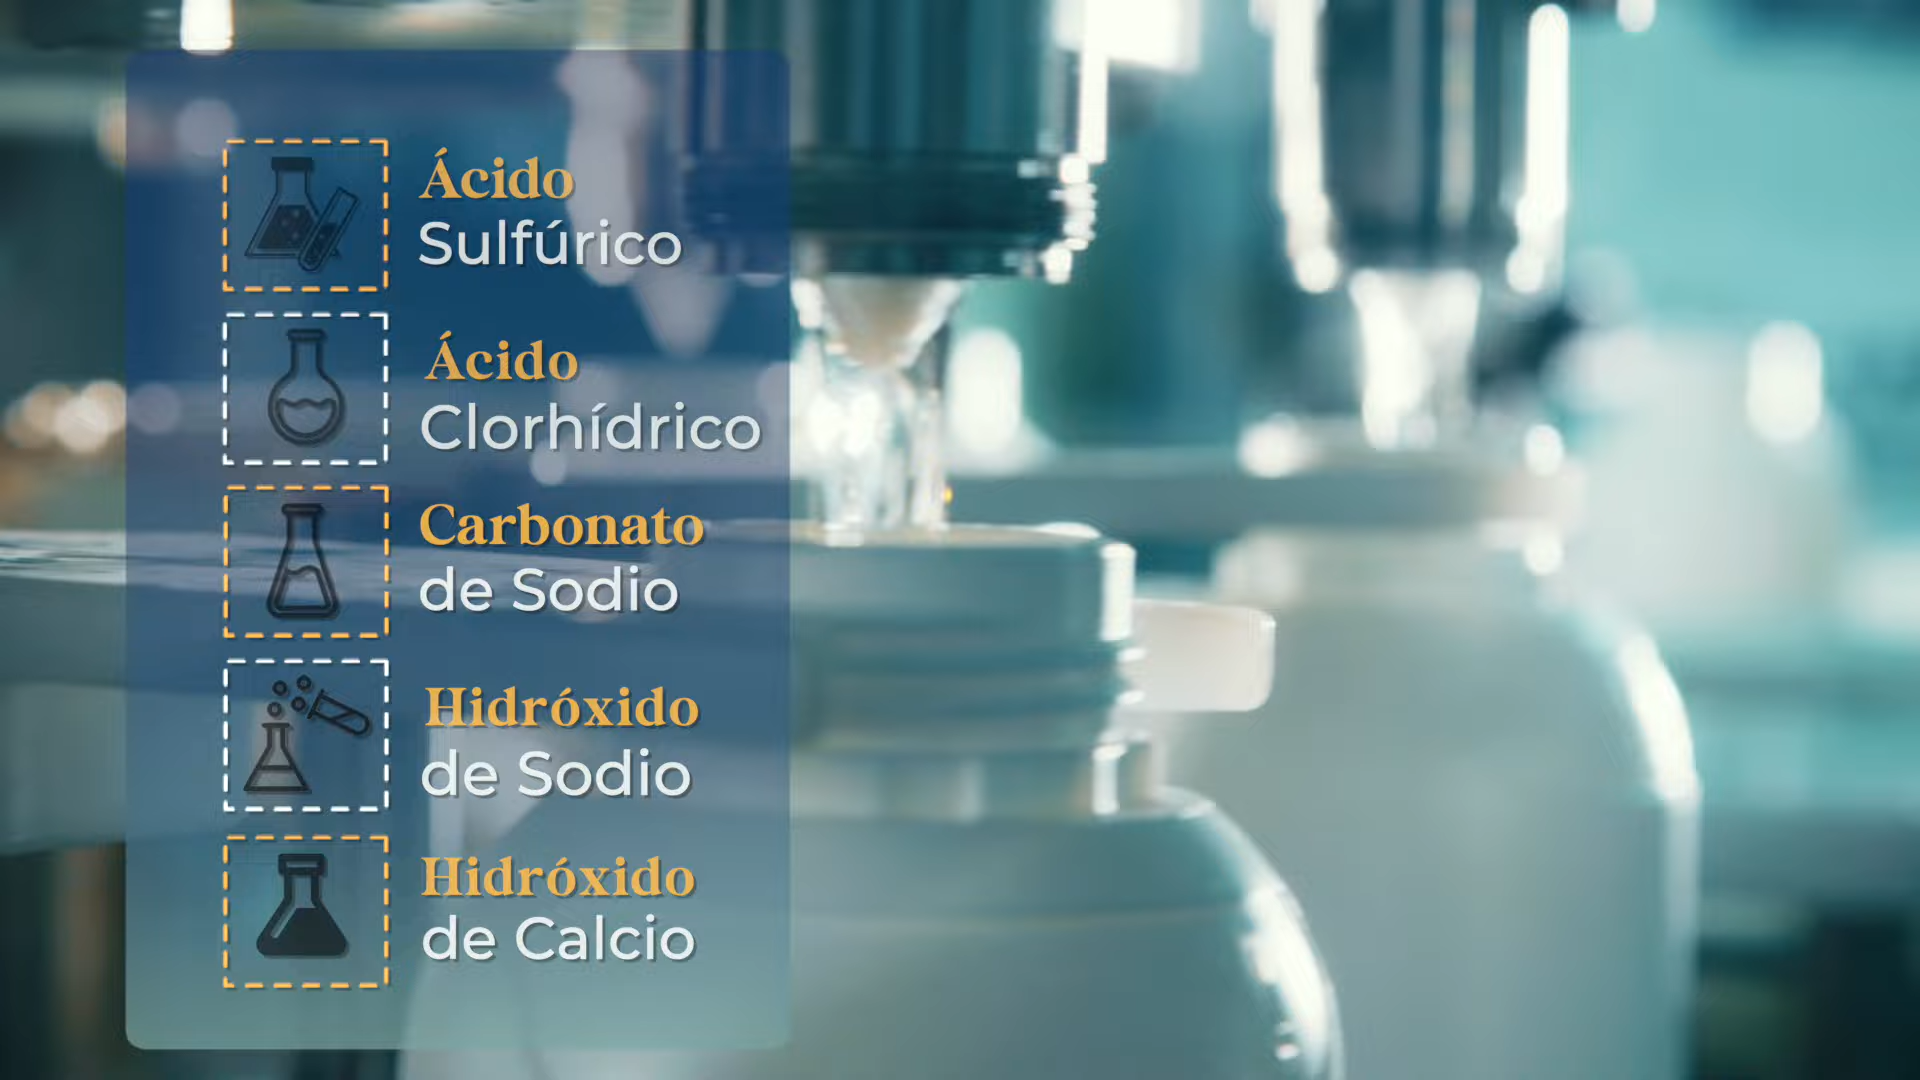 Ácido
Sulfúrico
Ácido
Clorhídrico
Carbonato
de Sodio
Hidróxido
de Sodio
Hidróxido
de Calcio